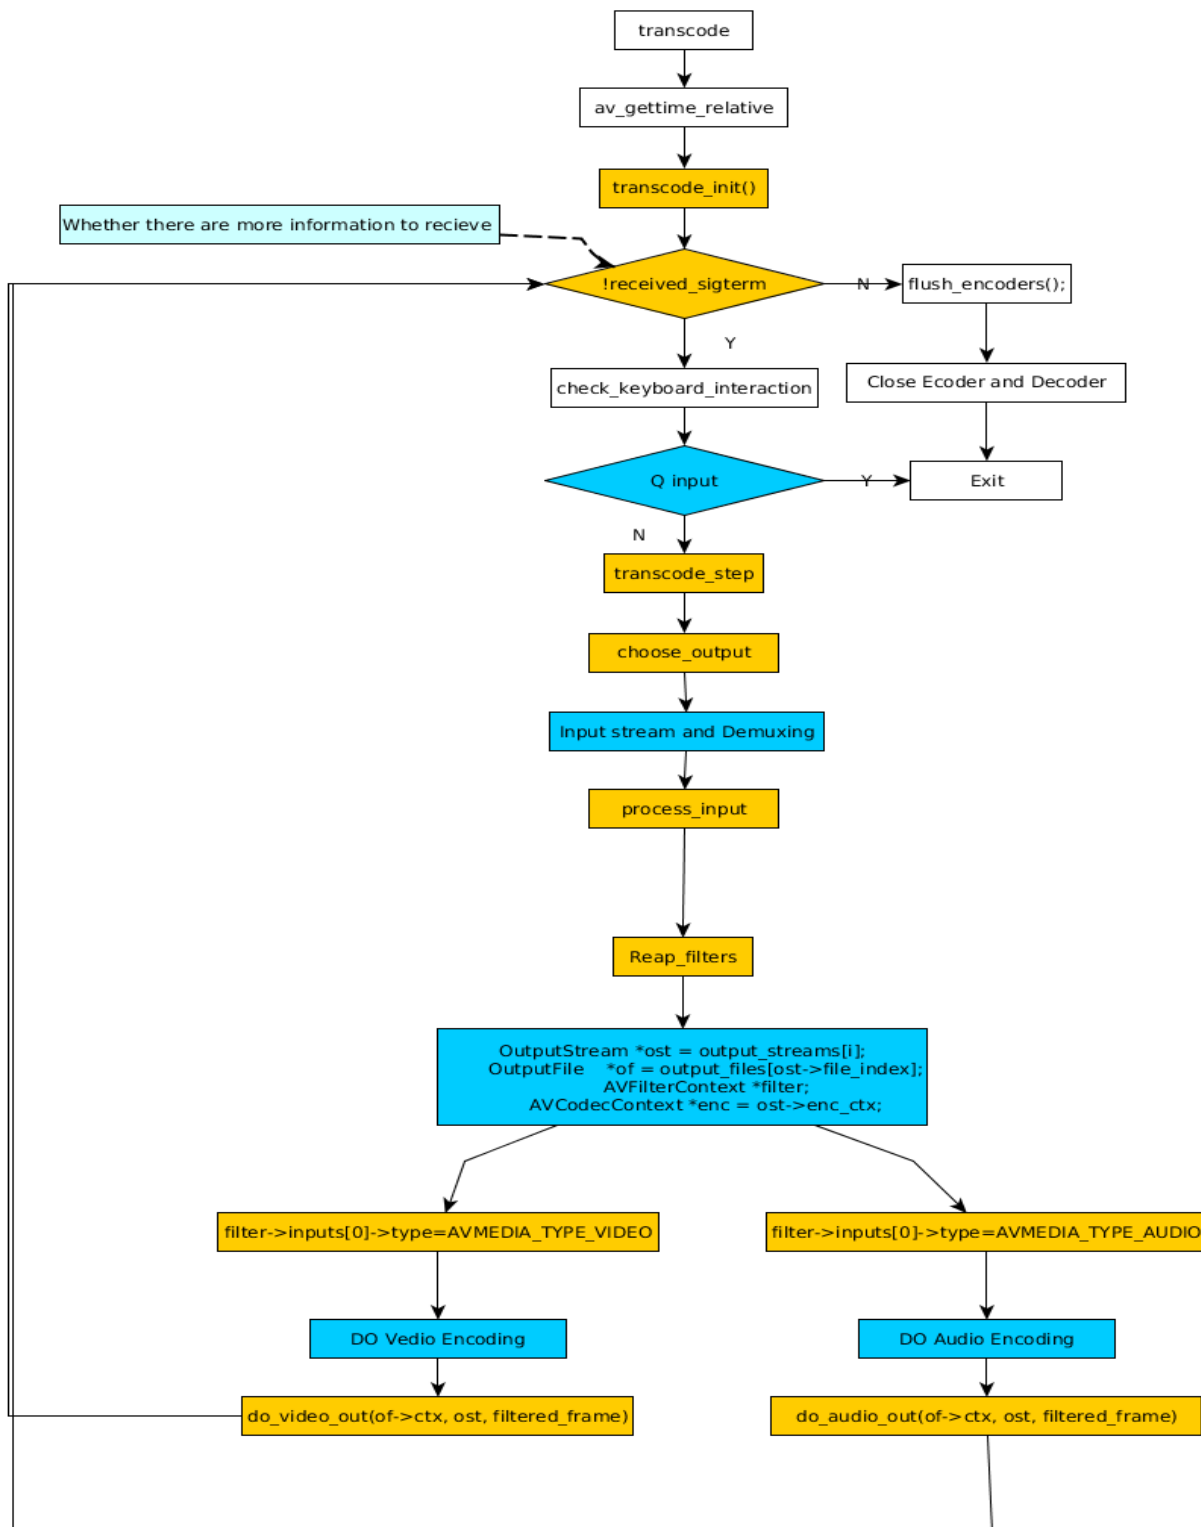 transcode
av_gettime_relative
transcode_init()
Whether there are more information to recieve
!received_sigterm
N
flush_encoders();
Y
check_keyboard_interaction
Close Ecoder and Decoder
Q input
Y
Exit
N
transcode_step
choose_output
Input stream and Demuxing
process_input
Reap_filters
OutputStream *ost = output_streams[i];
OutputFile    *of = output_files[ost->file_index];
AVFilterContext *filter;
AVCodecContext *enc = ost->enc_ctx;
filter->inputs[0]->type=AVMEDIA_TYPE_VIDEO
filter->inputs[0]->type=AVMEDIA_TYPE_AUDIO
DO Vedio Encoding
DO Audio Encoding
do_video_out(of->ctx, ost, filtered_frame)
do_audio_out(of->ctx, ost, filtered_frame)